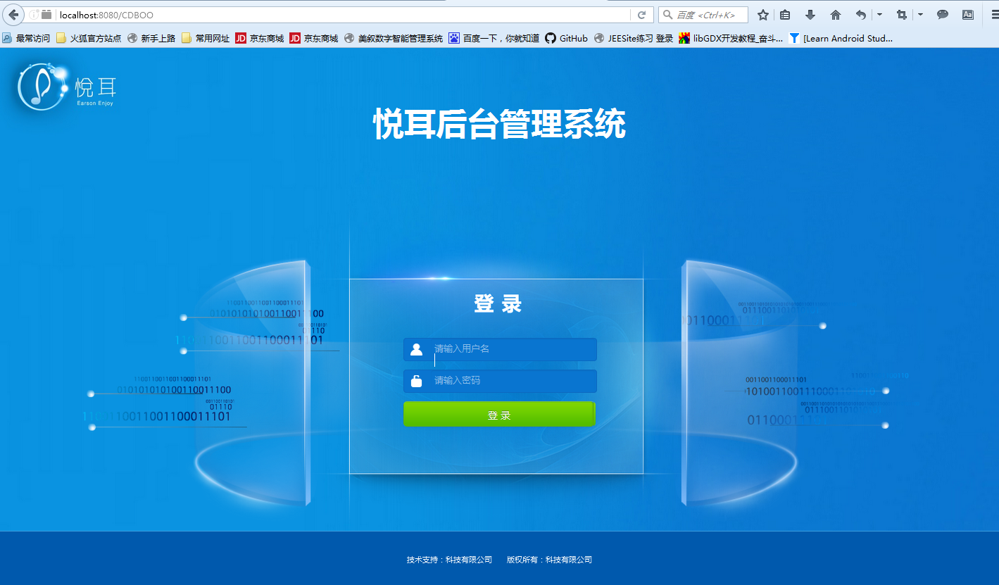 localhost:8080/CDBOO
百度 <Ctrl+K>
最常访问 火狐官方站点 新手上路 常用网址 JD 京东商城 JD 京东商城 美叙数字智能管理系统 百度一下，你就知道 GitHub JEESite练习 登录 libGDX开发教程_奋斗... [Learn Android Stud...
悦耳
Earson Enjoy
悦耳后台管理系统
登 录
请输入用户名
请输入密码
登 录
技术支持：科技有限公司 版权所有：科技有限公司